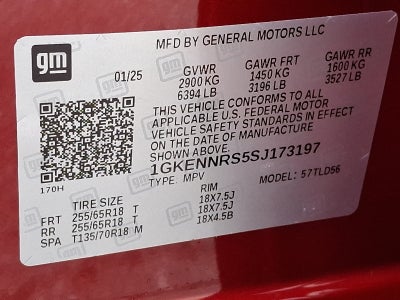 MFD BY GENERAL MOTORS LLC
gm
01/25 GVWR GAWR FRT GAWR RR
2900 KG 1450 KG 1600 KG
6394 LB 3196 LB 3527 LB
THIS VEHICLE CONFORMS TO ALL
APPLICABLE U.S. FEDERAL MOTOR
VEHICLE SAFETY STANDARDS IN EFFECT
ON THE DATE OF MANUFACTURE
SHOWN ABOVE.
1GKENNRS5SJ173197
170H TYPE: MPV MODEL: 57TLD56
TIRE SIZE RIM
FRT 255/65R18 T 18X7.5J
RR 255/65R18 T 18X7.5J
SPA T135/70R18 M 18X4.5B